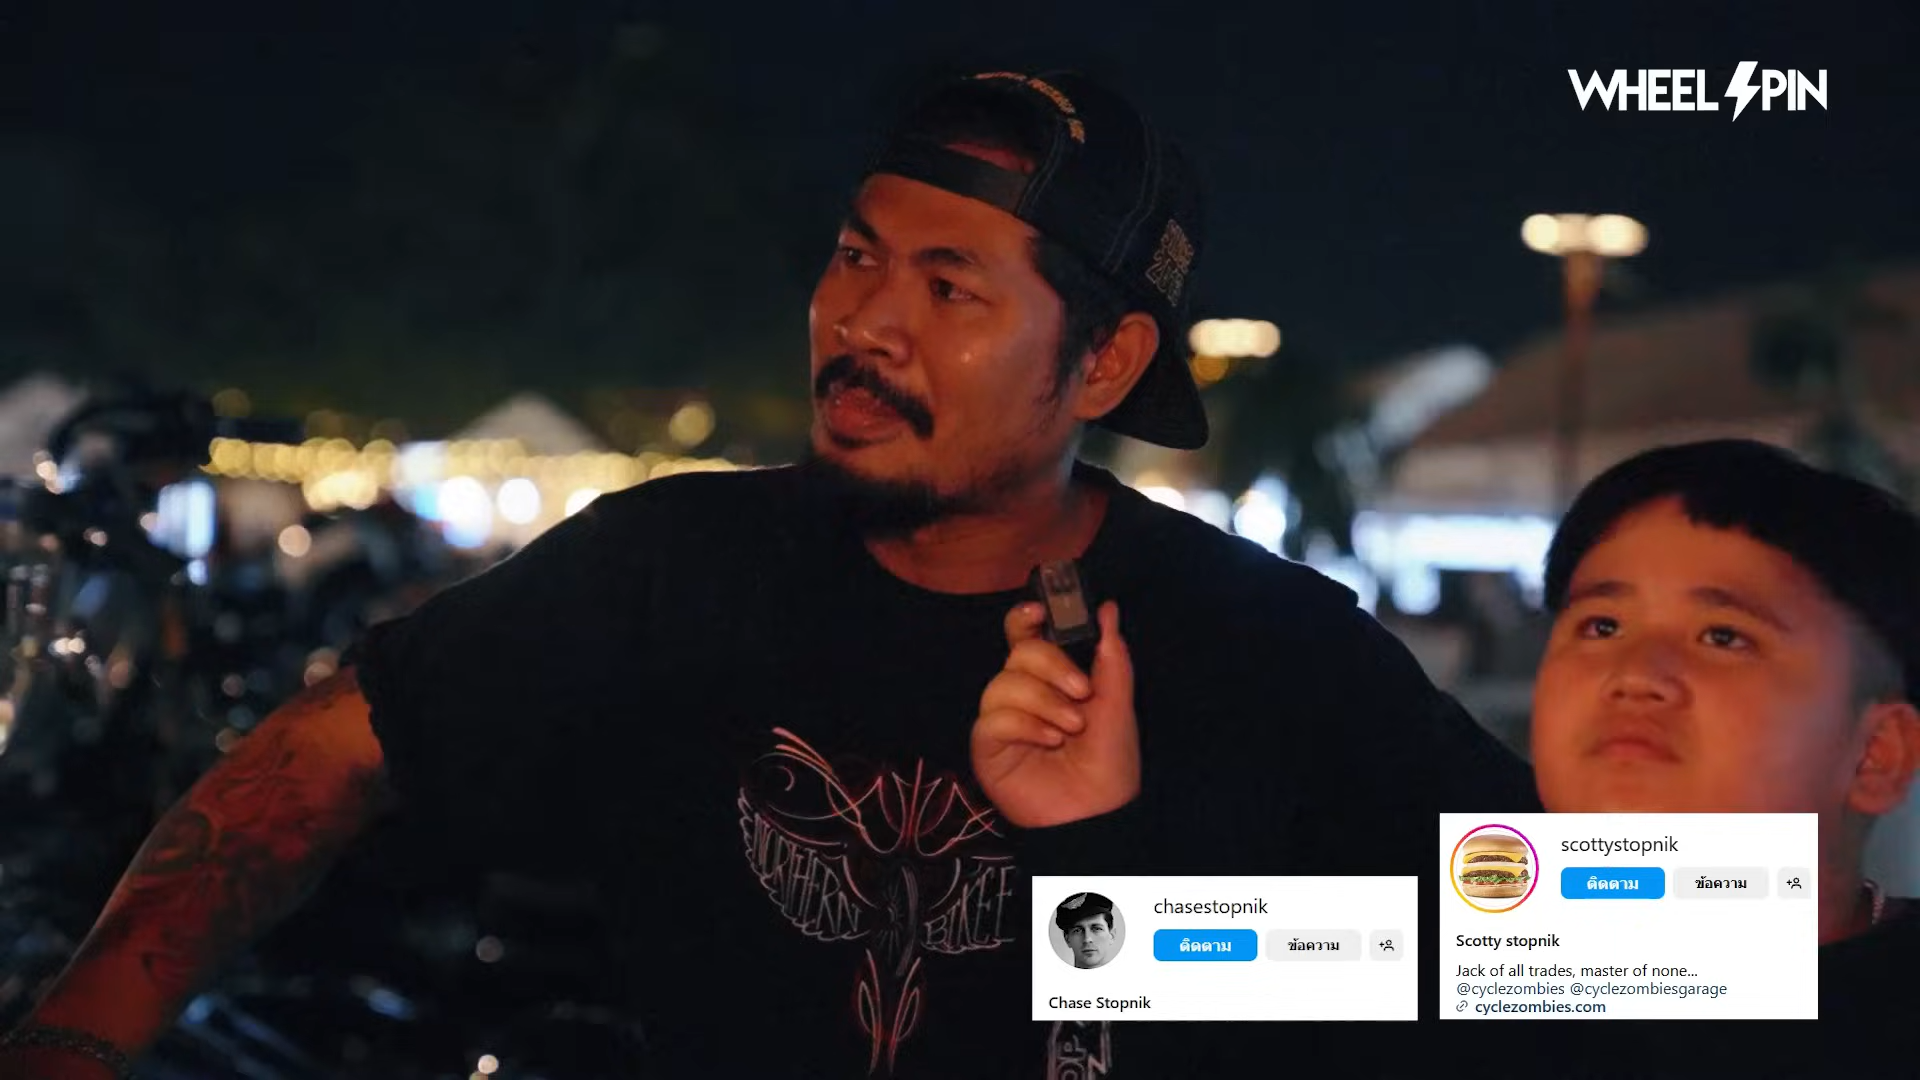 WHEEL SPIN
NORTHERN BIKE
chasestopnik
ติดตาม ข้อความ
Chase Stopnik
scottystopnik
ติดตาม ข้อความ
Scotty stopnik
Jack of all trades, master of none...
@cyclezombies @cyclezombiesgarage
cyclezombies.com